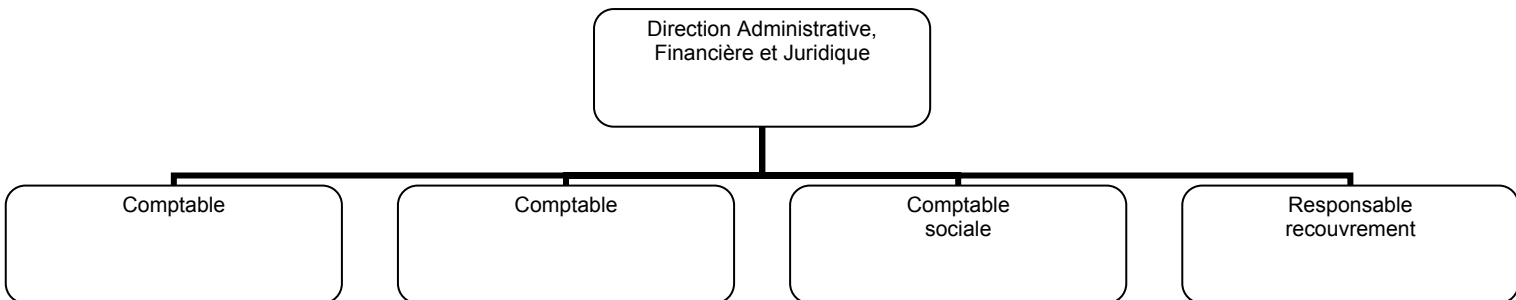 Direction Administrative,
Financière et Juridique
Comptable
Comptable
Comptable
sociale
Responsable
recouvrement